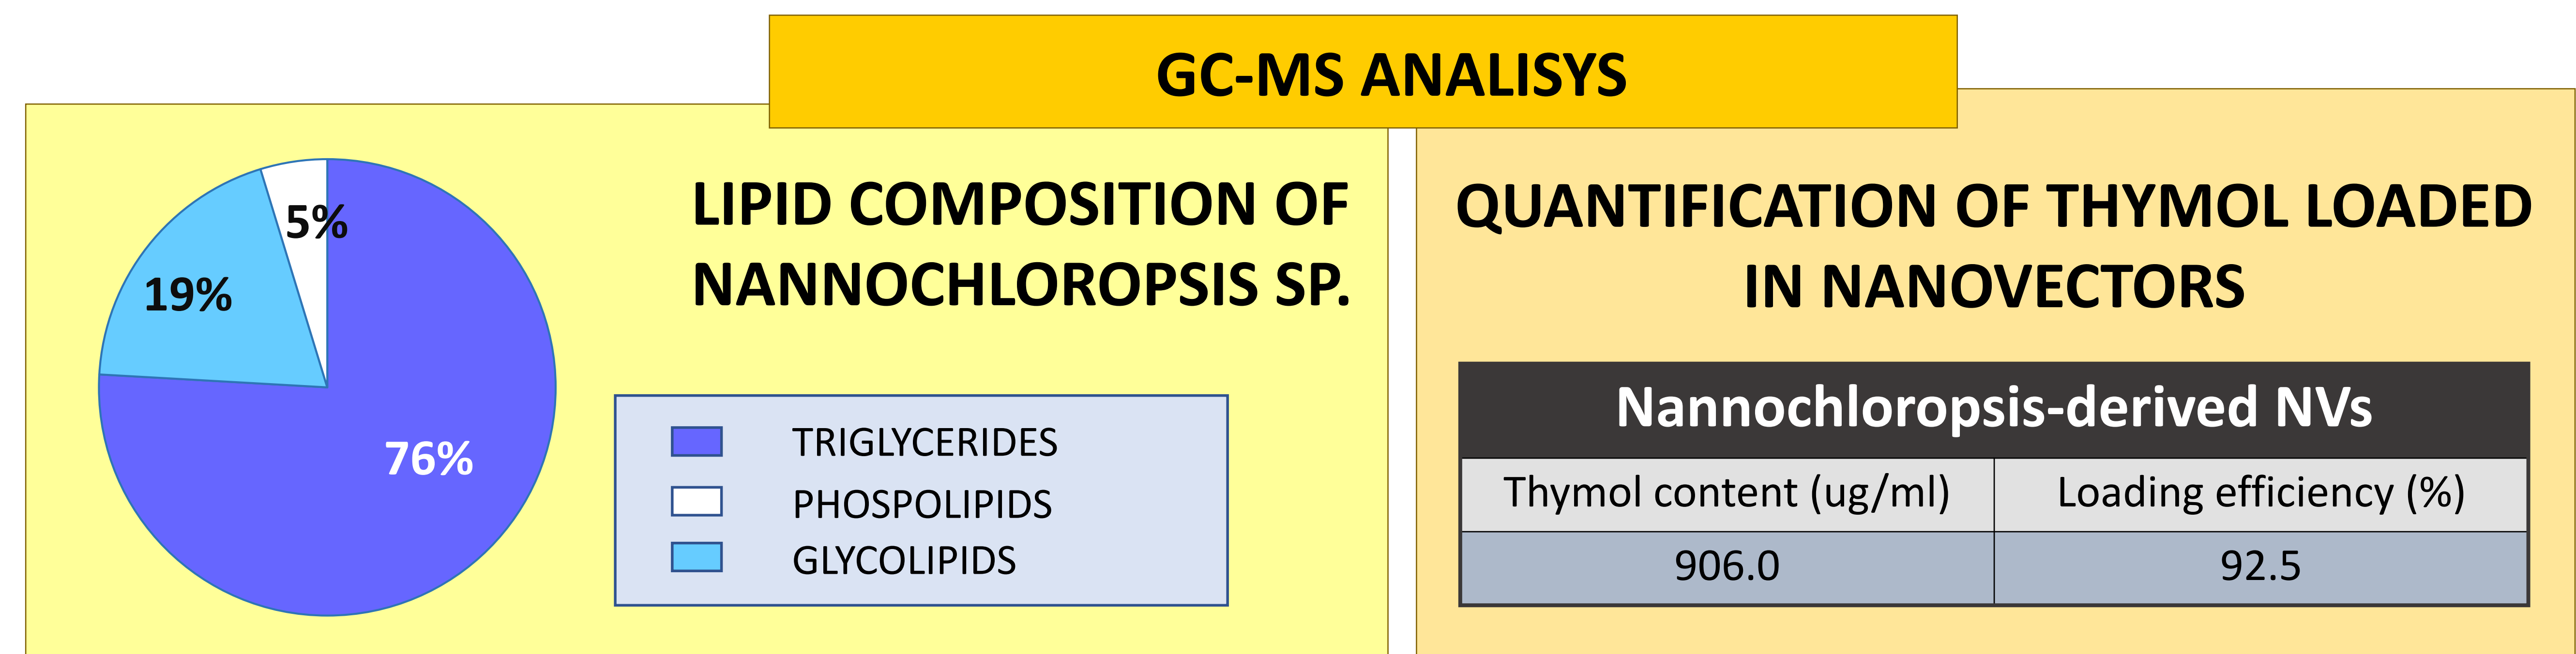 GC-MS ANALISYS
5%
19%
76%
LIPID COMPOSITION OF
NANNOCHLOROPSIS SP.
TRIGLYCERIDES
PHOSPOLIPIDS
GLYCOLIPIDS
QUANTIFICATION OF THYMOL LOADED
IN NANOVECTORS
Nannochloropsis-derived NVs
Thymol content (ug/ml) Loading efficiency (%)
906.0 92.5